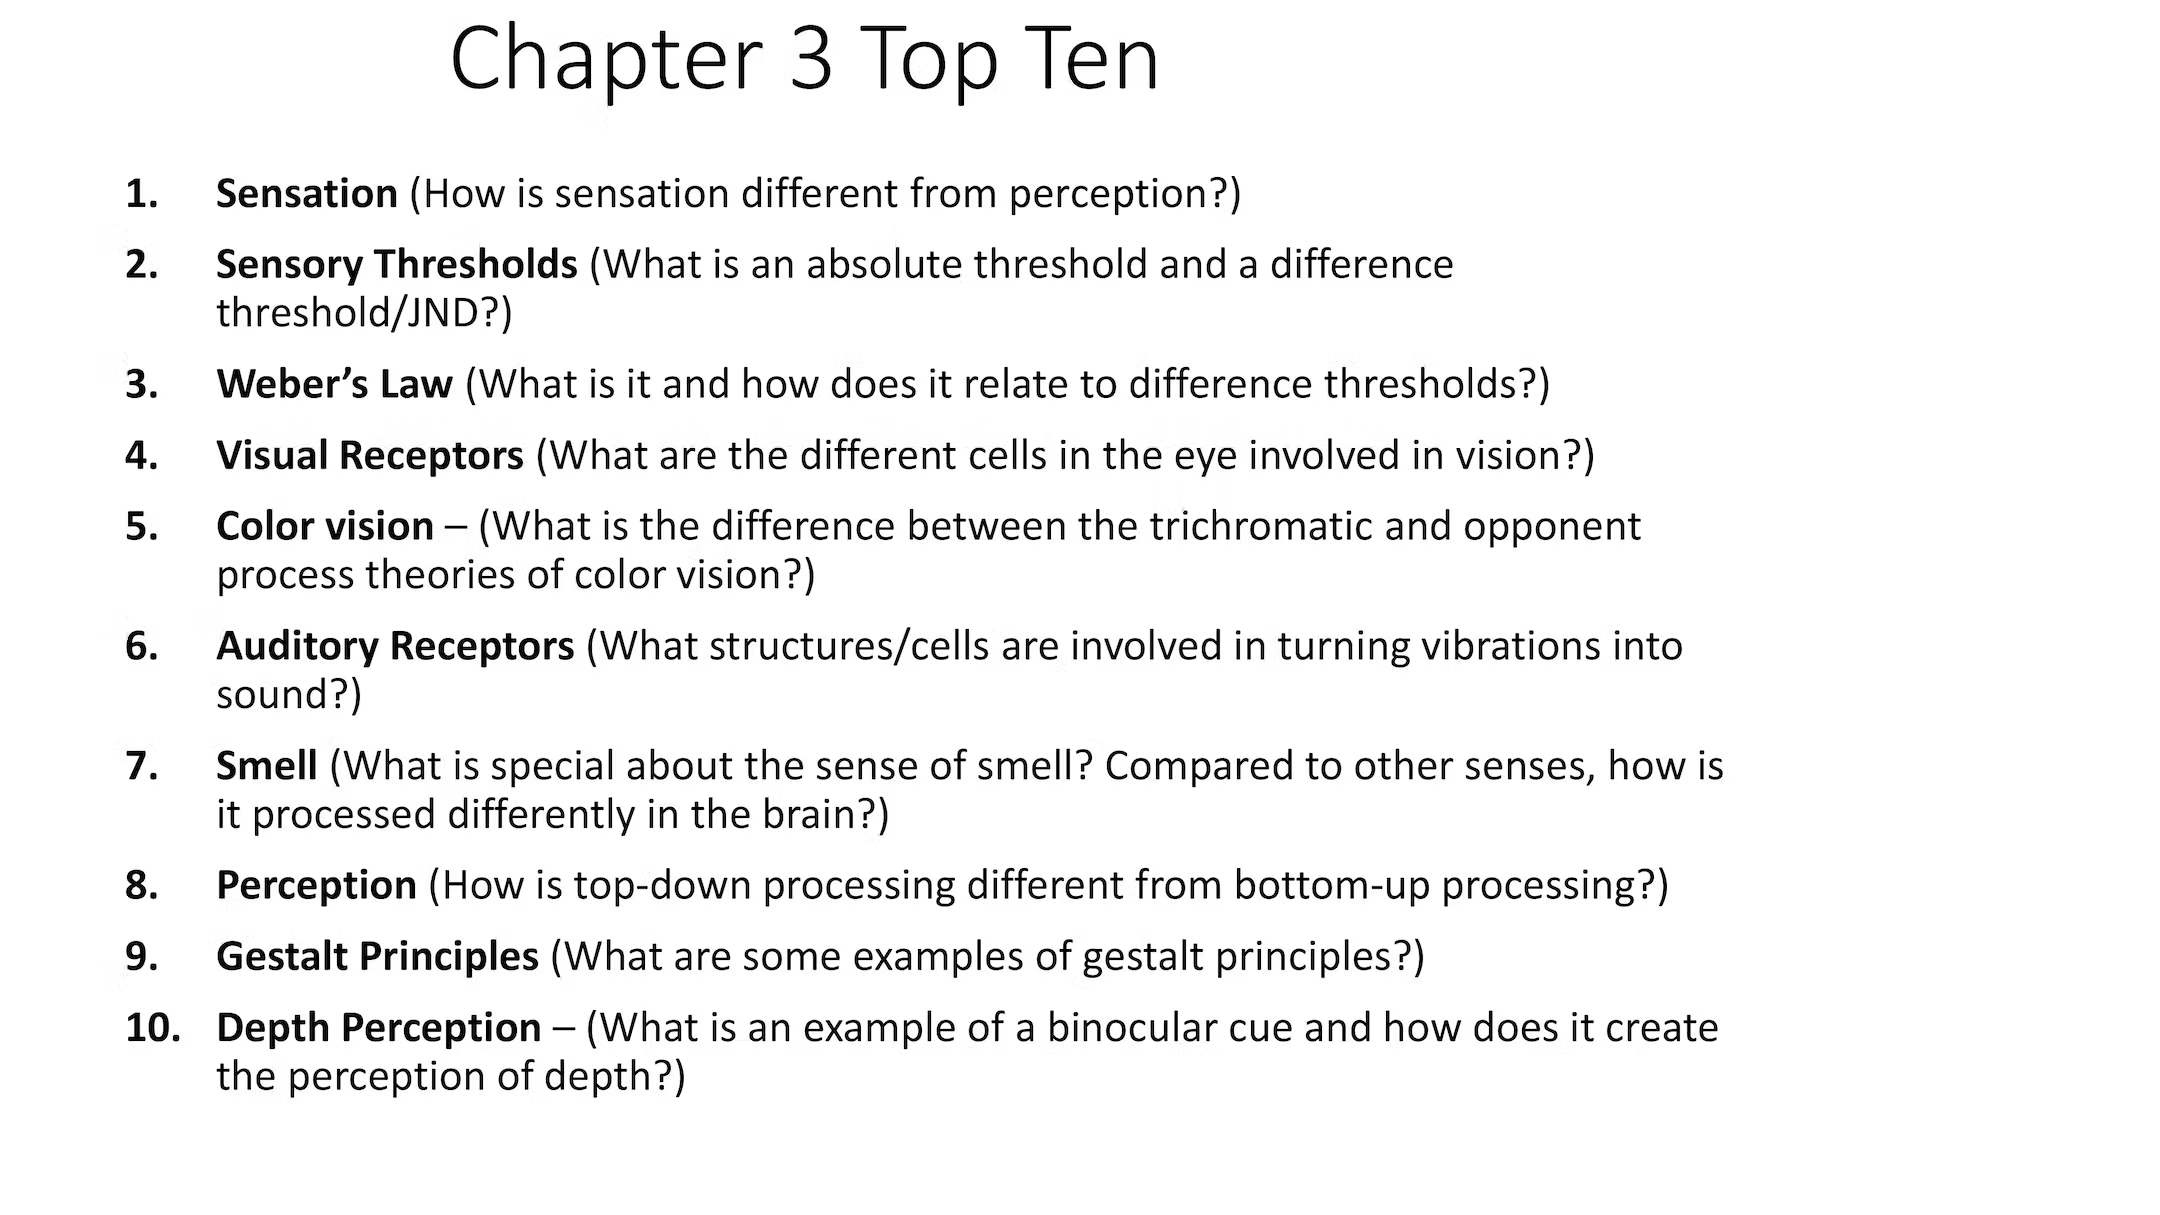 Chapter 3 Top Ten
1. Sensation (How is sensation different from perception?)
2. Sensory Thresholds (What is an absolute threshold and a difference
threshold/JND?)
3. Weber’s Law (What is it and how does it relate to difference thresholds?)
4. Visual Receptors (What are the different cells in the eye involved in vision?)
5. Color vision – (What is the difference between the trichromatic and opponent
process theories of color vision?)
6. Auditory Receptors (What structures/cells are involved in turning vibrations into
sound?)
7. Smell (What is special about the sense of smell? Compared to other senses, how is
it processed differently in the brain?)
8. Perception (How is top-down processing different from bottom-up processing?)
9. Gestalt Principles (What are some examples of gestalt principles?)
10. Depth Perception – (What is an example of a binocular cue and how does it create
the perception of depth?)